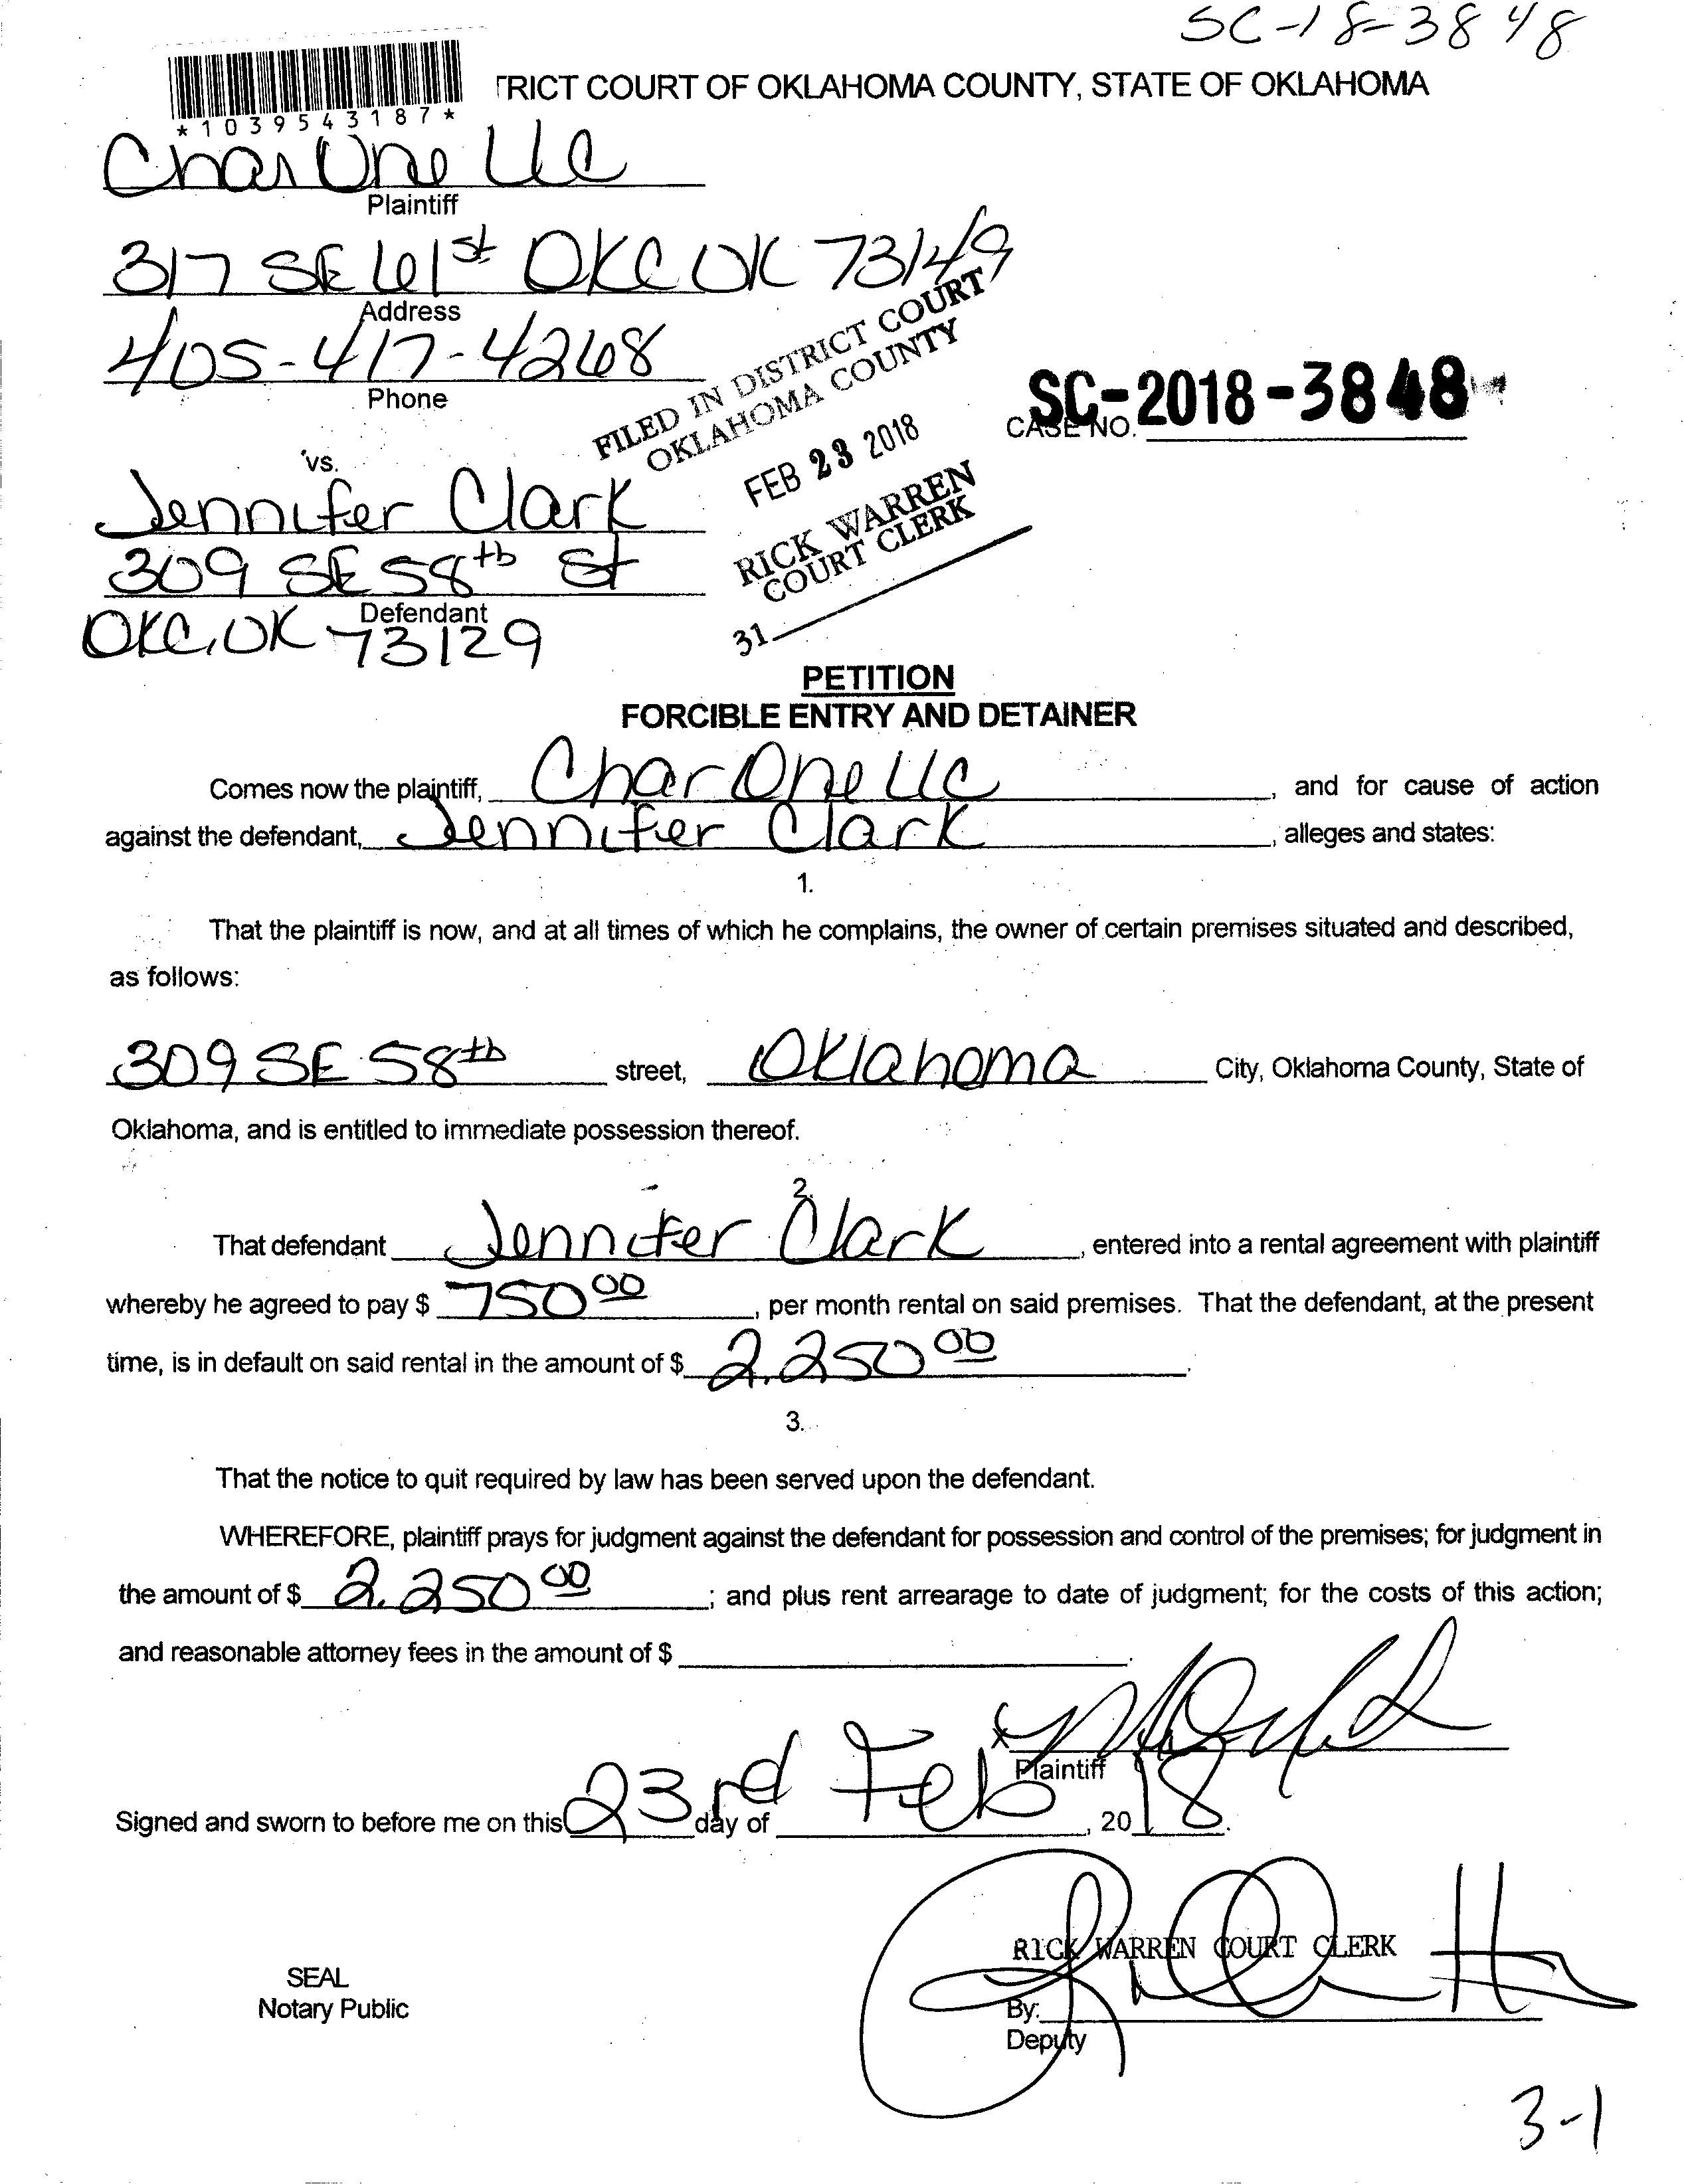 SC-18-3848
TRICT COURT OF OKLAHOMA COUNTY, STATE OF OKLAHOMA
*1039543187*
Char One LLC
Plaintiff
317 SE 61st OKC OK 73149
Address
405-417-4268
Phone
FILED IN DISTRICT COURT
OKLAHOMA COUNTY
FEB 23 2018
RICK WARREN
COURT CLERK
31
CASE NO. SC-2018-3848
vs.
Jennifer Clark
309 SE 58th St
Defendant
OKC, OK 73129
PETITION
FORCIBLE ENTRY AND DETAINER
Comes now the plaintiff, Char One LLC, and for cause of action
against the defendant, Jennifer Clark, alleges and states:
1.
That the plaintiff is now, and at all times of which he complains, the owner of certain premises situated and described,
as follows:
309 SE 58th street, Oklahoma City, Oklahoma County, State of
Oklahoma, and is entitled to immediate possession thereof.
2.
That defendant Jennifer Clark, entered into a rental agreement with plaintiff
whereby he agreed to pay $ 750 00, per month rental on said premises. That the defendant, at the present
time, is in default on said rental in the amount of $ 2,250 00.
3.
That the notice to quit required by law has been served upon the defendant.
WHEREFORE, plaintiff prays for judgment against the defendant for possession and control of the premises; for judgment in
the amount of $ 2,250 00; and plus rent arrearage to date of judgment; for the costs of this action;
and reasonable attorney fees in the amount of $ .
x
Plaintiff
Signed and sworn to before me on this 23rd day of Feb, 2018.
RICK WARREN COURT CLERK
SEAL
Notary Public
By:
Deputy
3-1